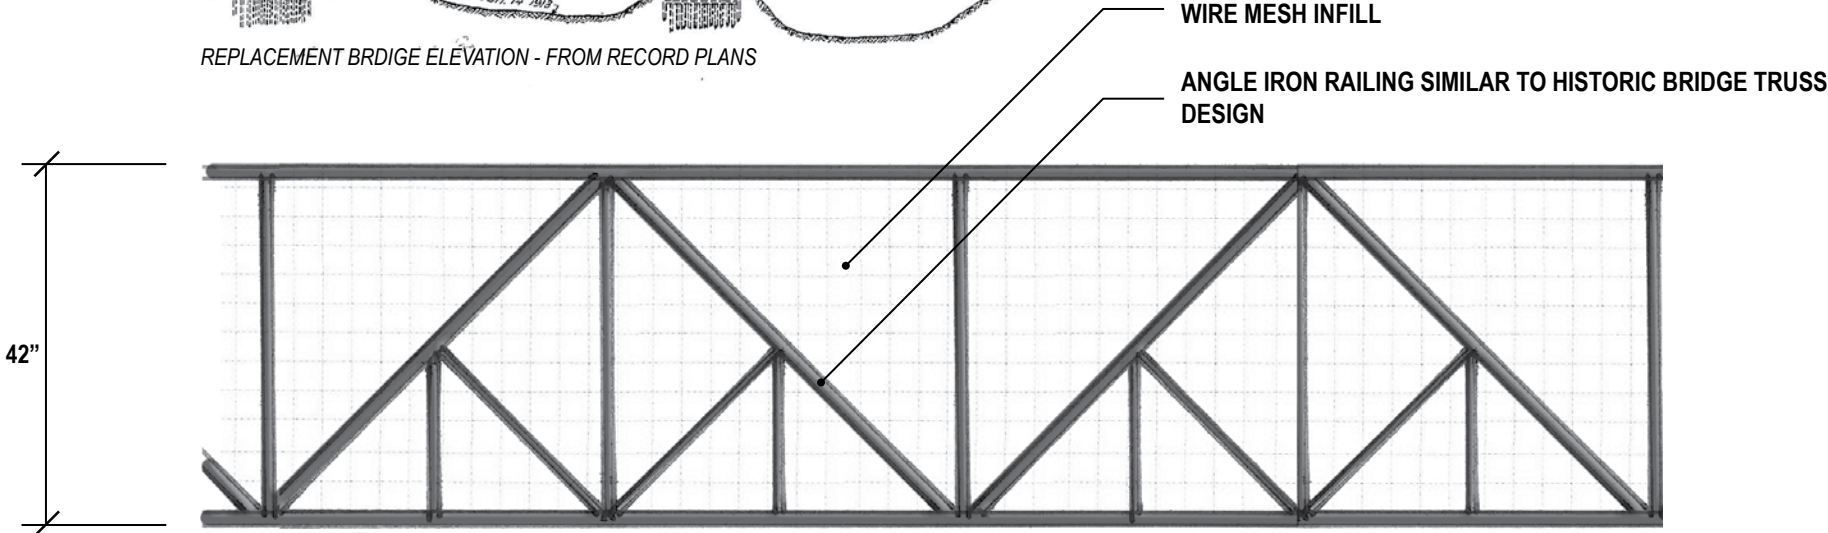 1913
WIRE MESH INFILL
REPLACEMENT BRDIGE ELEVATION - FROM RECORD PLANS
ANGLE IRON RAILING SIMILAR TO HISTORIC BRIDGE TRUSS
DESIGN
42”